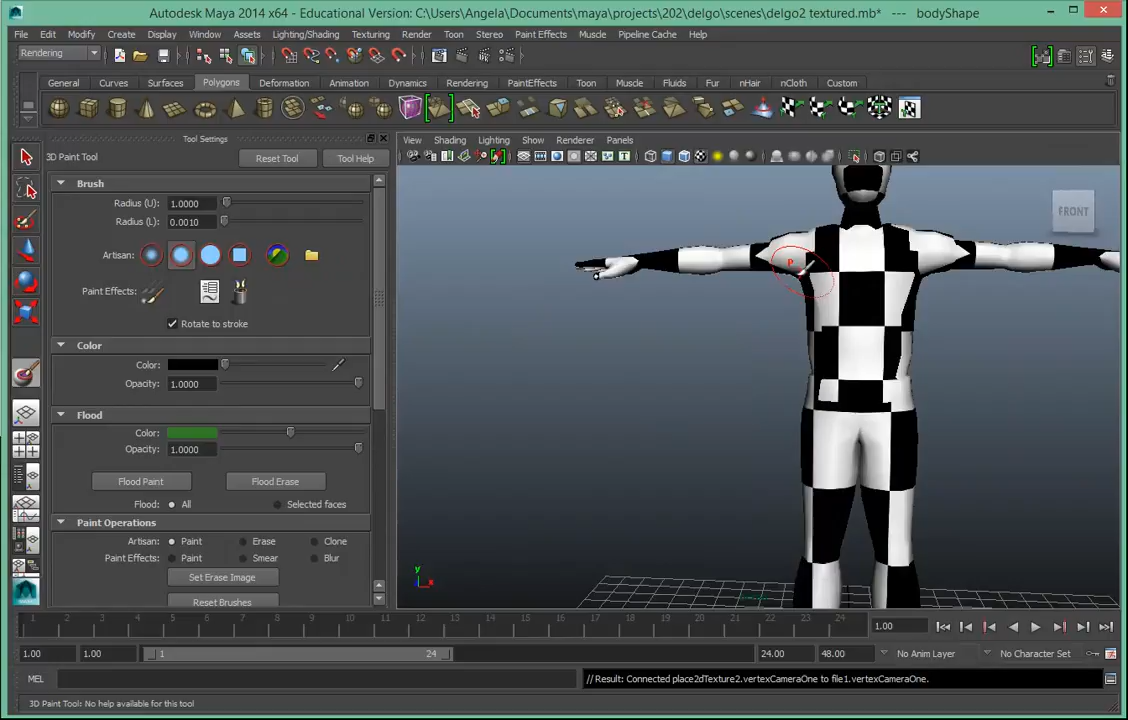 Autodesk Maya 2014 x64 - Educational Version: C:\Users\Angela\Documents\maya\projects\202\delgo\scenes\delgo2 textured.mb* --- bodyShape
File Edit Modify Create Display Window Assets Lighting/Shading Texturing Render Toon Stereo Paint Effects Muscle Pipeline Cache Help
Rendering
General Curves Surfaces Polygons Deformation Animation Dynamics Rendering PaintEffects Toon Muscle Fluids Fur nHair nCloth Custom
Tool Settings
3D Paint Tool Reset Tool Tool Help
Brush
Radius (U): 1.0000
Radius (L): 0.0010
Artisan:
Paint Effects:
Rotate to stroke
Color
Color:
Opacity: 1.0000
Flood
Color:
Opacity: 1.0000
Flood Paint Flood Erase
Flood: All Selected faces
Paint Operations
Artisan: Paint Erase Clone
Paint Effects: Paint Smear Blur
Set Erase Image
Reset Brushes
View Shading Lighting Show Renderer Panels
FRONT
P
y
x
1 2 3 4 5 6 7 8 9 10 11 12 13 14 15 16 17 18 19 20 21 22 23 24
1.00
1.00 1.00 1 24 24.00 48.00 No Anim Layer No Character Set
MEL // Result: Connected place2dTexture2.vertexCameraOne to file1.vertexCameraOne.
3D Paint Tool: No help available for this tool